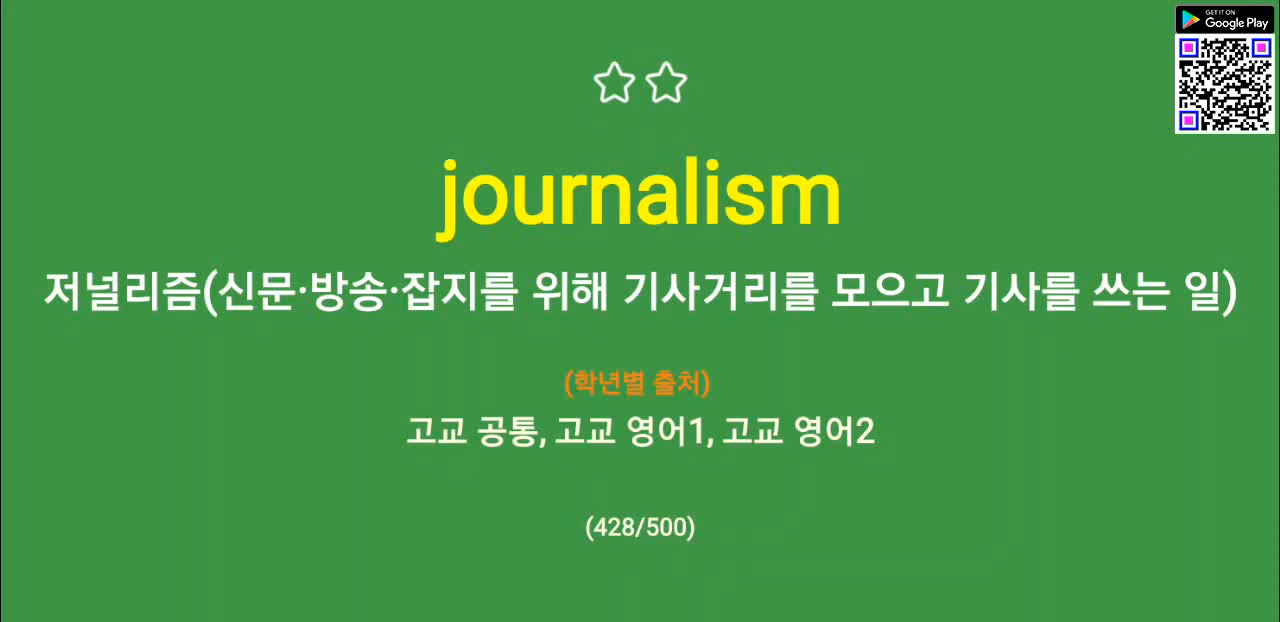 GET IT ON
Google Play
journalism
저널리즘(신문·방송·잡지를 위해 기사거리를 모으고 기사를 쓰는 일)
(학년별 출처)
고교 공통, 고교 영어1, 고교 영어2
(428/500)